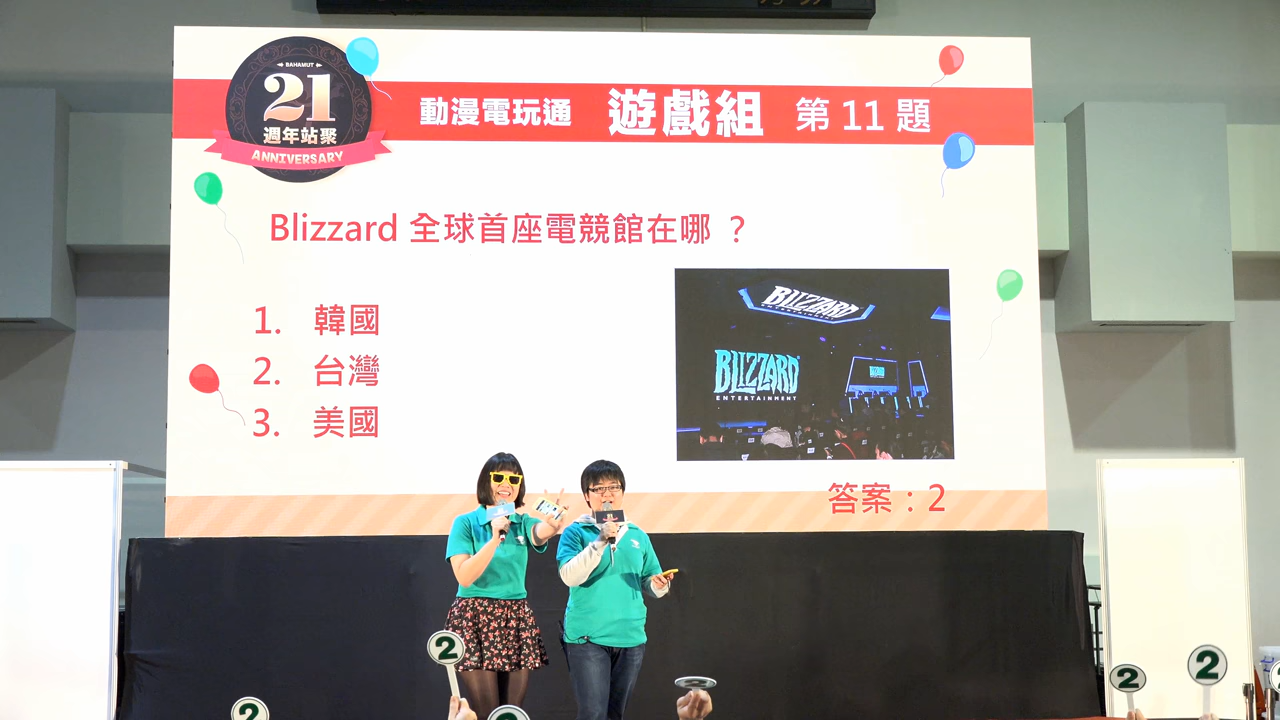 BAHAMUT
21
週年站聚
ANNIVERSARY
動漫電玩通 遊戲組 第 11 題
Blizzard 全球首座電競館在哪 ?
1. 韓國
2. 台灣
3. 美國
BLIZZARD
BLIZZARD
ENTERTAINMENT
答案：2
2
2
2
2
2